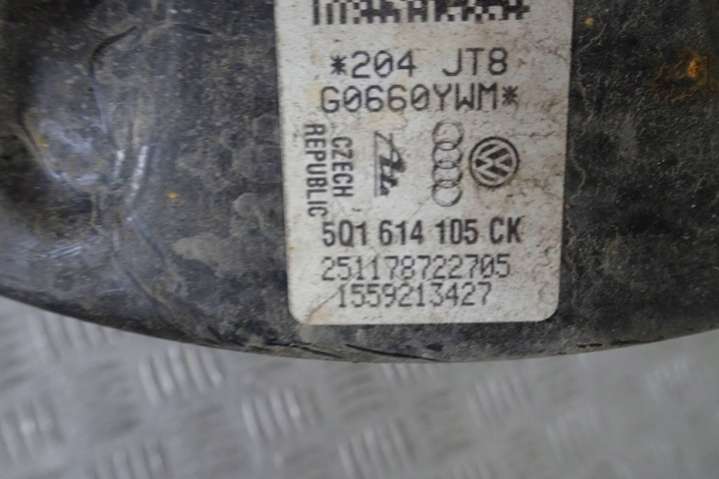 *204 JT8
G0660YWM*
CZECH
REPUBLIC
5Q1 614 105 CK
251178722705
1559213427